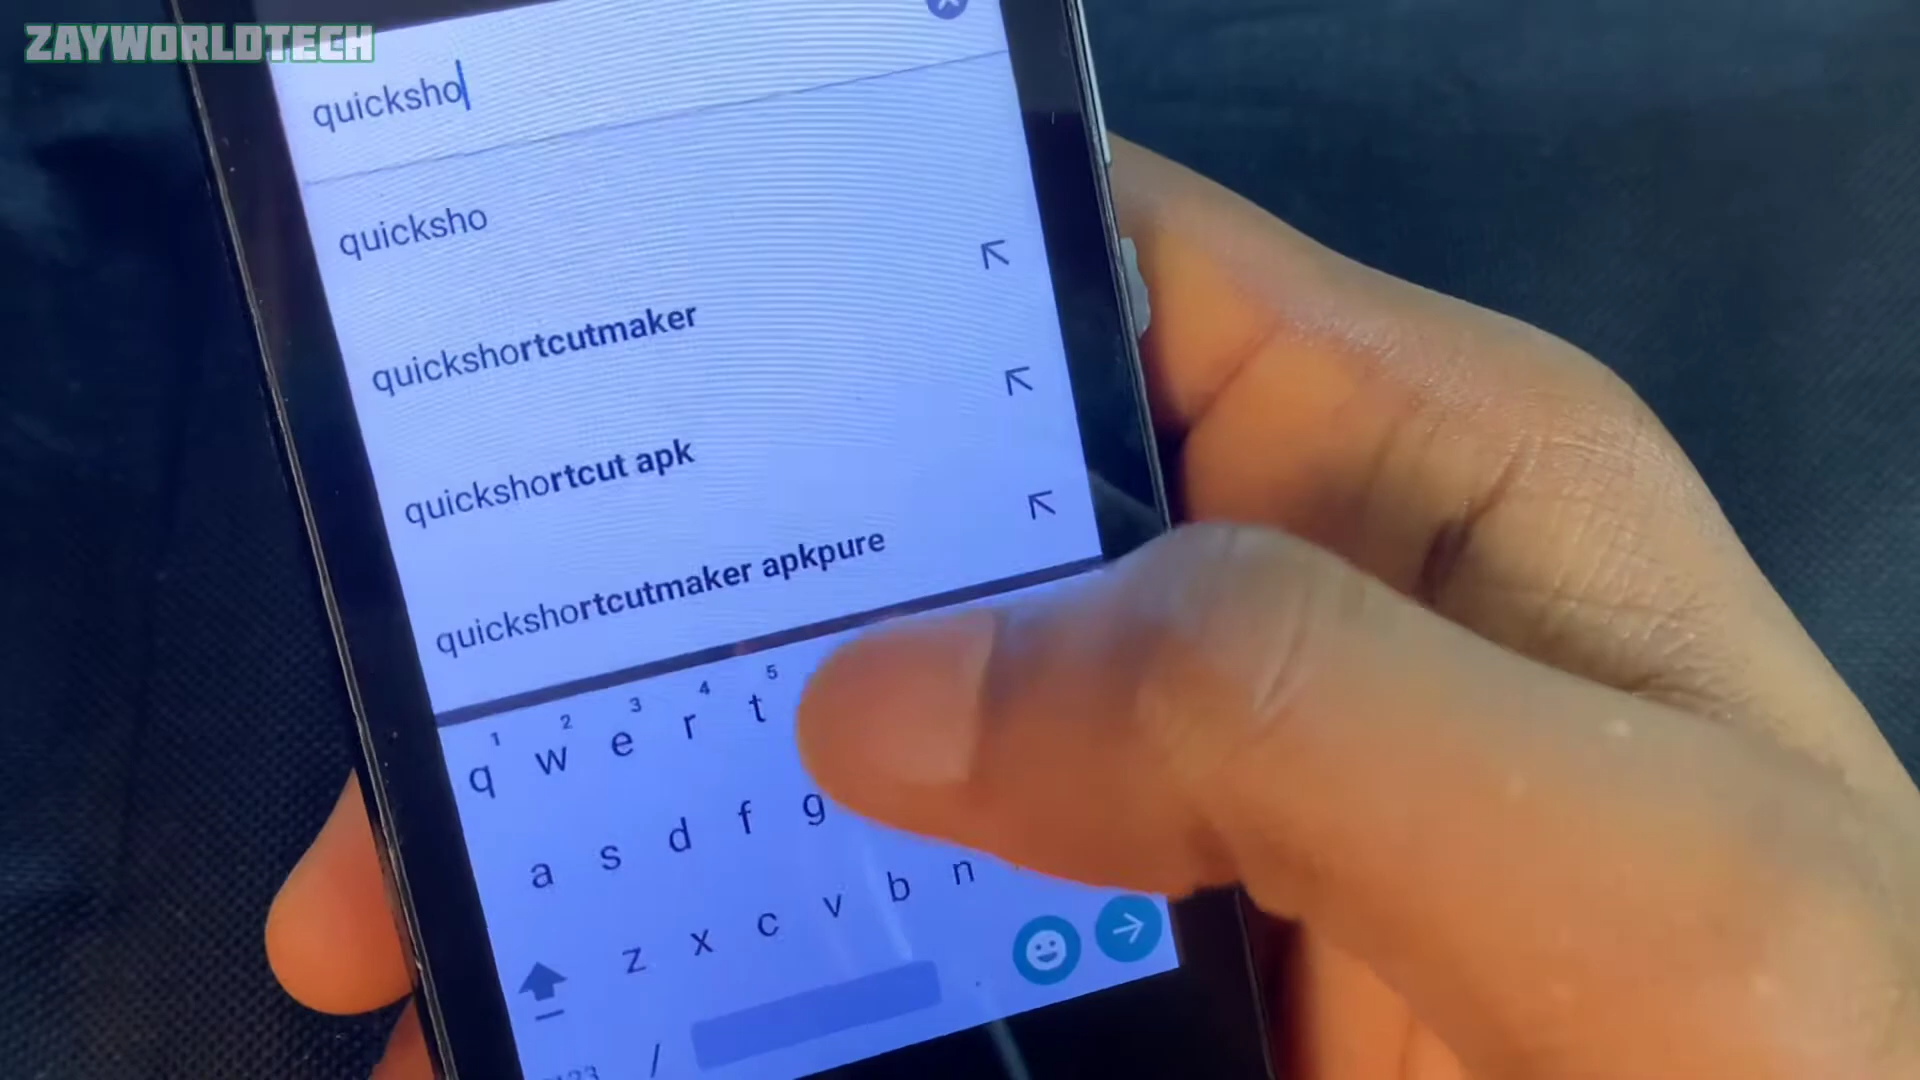 ZAYWORLDTECH
quicksho
quicksho
quickshortcutmaker
quickshortcut apk
quickshortcutmaker apkpure
1 2 3 4 5
q w e r t
a s d f g
z x c v b n
/ .